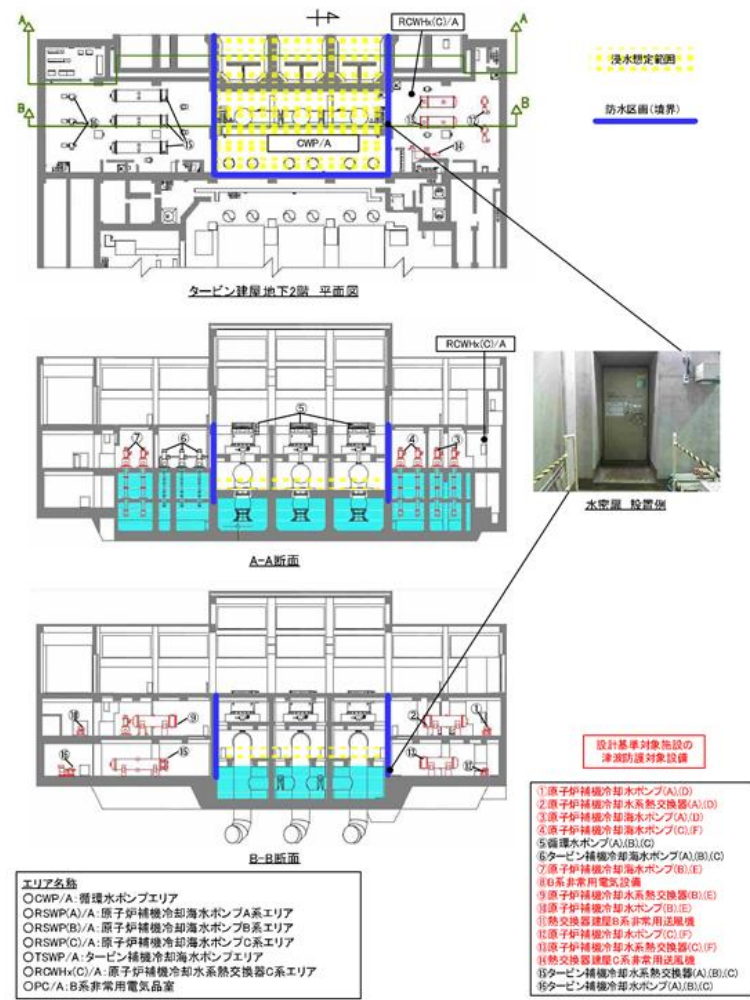 RCWHx(C)/A
A
A
B
B
⑯
⑮
⑬
⑫
⑭
CWP/A
タービン建屋地下2階 平面図
浸水想定範囲
防水区画(境界)
RCWHx(C)/A
⑤
⑦
⑥
④
③
A-A断面
水密扉 設置例
⑱
⑨
②
①
⑯
⑮
⑪
⑩
B-B断面
設計基準対象施設の
津波防護対象設備
①原子炉補機冷却水ポンプ(A),(D)
②原子炉補機冷却水系熱交換器(A),(D)
③原子炉補機冷却海水ポンプ(A),(D)
④原子炉補機冷却海水ポンプ(C),(F)
⑤循環水ポンプ(A),(B),(C)
⑥タービン補機冷却海水ポンプ(A),(B),(C)
⑦原子炉補機冷却海水ポンプ(B),(E)
⑧B系非常用電気設備
⑨原子炉補機冷却水系熱交換器(B),(E)
⑩原子炉補機冷却水ポンプ(B),(E)
⑪熱交換器建屋B系非常用送風機
⑫原子炉補機冷却水ポンプ(C),(F)
⑬原子炉補機冷却水系熱交換器(C),(F)
⑭熱交換器建屋C系非常用送風機
⑮タービン補機冷却水系熱交換器(A),(B),(C)
⑯タービン補機冷却水ポンプ(A),(B),(C)
エリア名称
○CWP/A:循環水ポンプエリア
○RSWP(A)/A:原子炉補機冷却海水ポンプA系エリア
○RSWP(B)/A:原子炉補機冷却海水ポンプB系エリア
○RSWP(C)/A:原子炉補機冷却海水ポンプC系エリア
○TSWP/A:タービン補機冷却海水ポンプエリア
○RCWHx(C)/A:原子炉補機冷却水系熱交換器C系エリア
○PC/A:B系非常用電気品室